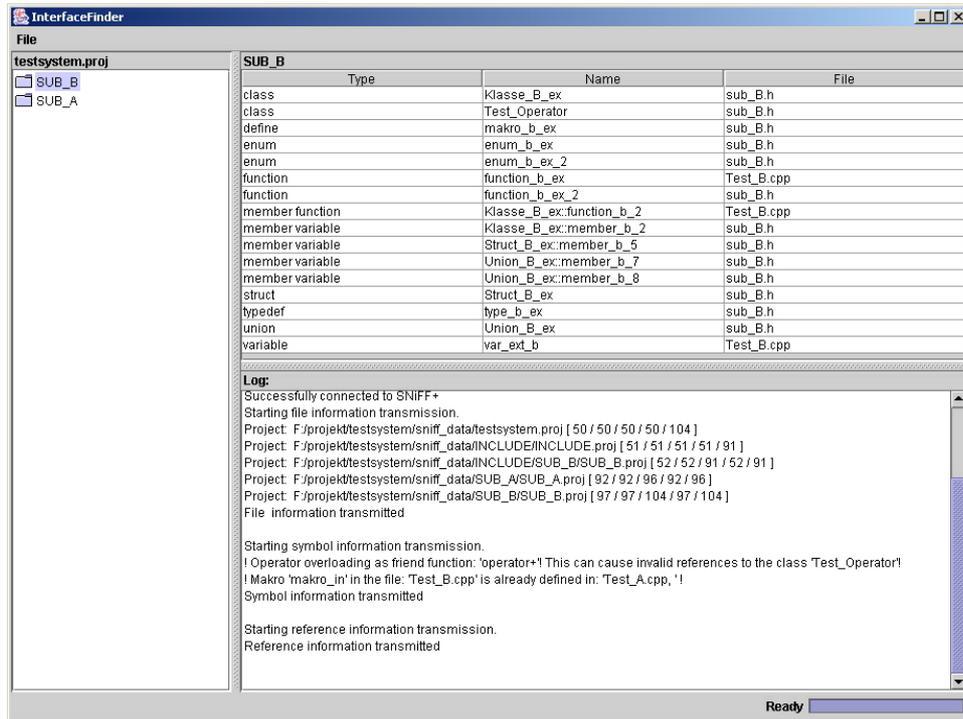 InterfaceFinder
File
testsystem.proj
SUB_B
SUB_A
SUB_B
Type Name File
class Klasse_B_ex sub_B.h
class Test_Operator sub_B.h
define makro_b_ex sub_B.h
enum enum_b_ex sub_B.h
enum enum_b_ex_2 sub_B.h
function function_b_ex Test_B.cpp
function function_b_ex_2 sub_B.h
member function Klasse_B_ex::function_b_2 Test_B.cpp
member variable Klasse_B_ex::member_b_2 sub_B.h
member variable Struct_B_ex::member_b_5 sub_B.h
member variable Union_B_ex::member_b_7 sub_B.h
member variable Union_B_ex::member_b_8 sub_B.h
struct Struct_B_ex sub_B.h
typedef type_b_ex sub_B.h
union Union_B_ex sub_B.h
variable var_ext_b Test_B.cpp
Log:
Successfully connected to SNiFF+
Starting file information transmission.
Project: F:/projekt/testsystem/sniff_data/testsystem.proj [ 50 / 50 / 50 / 50 / 104 ]
Project: F:/projekt/testsystem/sniff_data/INCLUDE/INCLUDE.proj [ 51 / 51 / 51 / 51 / 91 ]
Project: F:/projekt/testsystem/sniff_data/INCLUDE/SUB_B/SUB_B.proj [ 52 / 52 / 91 / 52 / 91 ]
Project: F:/projekt/testsystem/sniff_data/SUB_A/SUB_A.proj [ 92 / 92 / 96 / 92 / 96 ]
Project: F:/projekt/testsystem/sniff_data/SUB_B/SUB_B.proj [ 97 / 97 / 104 / 97 / 104 ]
File information transmitted
Starting symbol information transmission.
! Operator overloading as friend function: 'operator+'! This can cause invalid references to the class 'Test_Operator'!
! Makro 'makro_in' in the file: 'Test_B.cpp' is already defined in: 'Test_A.cpp, ' !
Symbol information transmitted
Starting reference information transmission.
Reference information transmitted
Ready